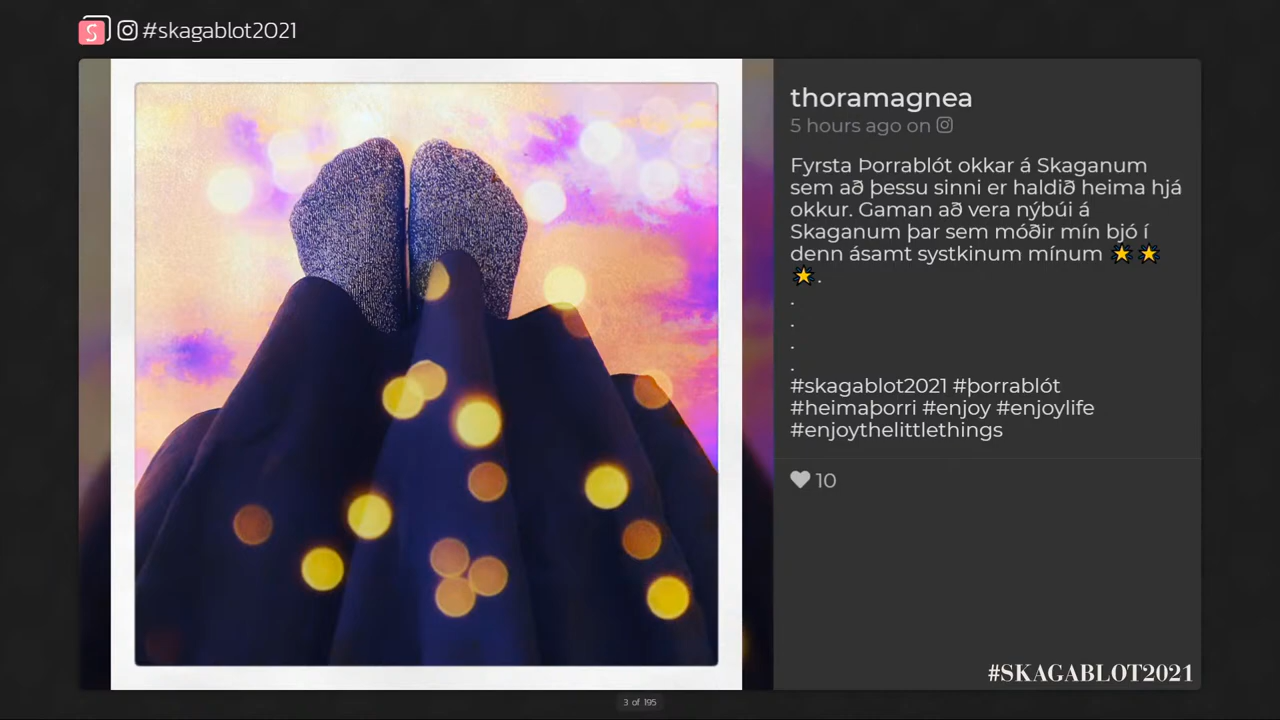 #skagablot2021
thoramagnea
5 hours ago on
Fyrsta Þorrablót okkar á Skaganum
sem að þessu sinni er haldið heima hjá
okkur. Gaman að vera nýbúi á
Skaganum þar sem móðir mín bjó í
denn ásamt systkinum mínum 🌟🌟
🌟.
.
.
.
.
#skagablot2021 #þorrablót
#heimaþorri #enjoy #enjoylife
#enjoythelittlethings
10
#SKAGABLOT2021
3 of 195